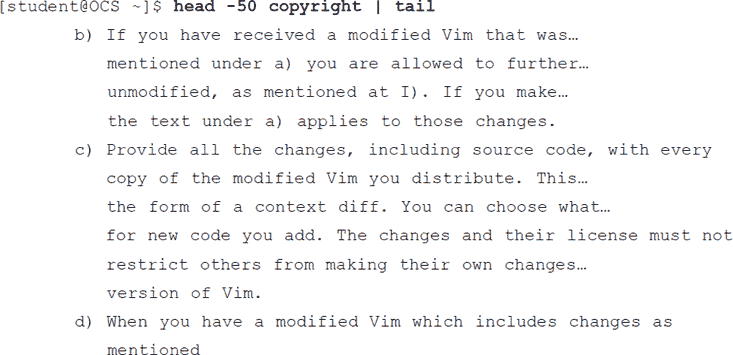 [student@OCS ~]$ head -50 copyright | tail
b) If you have received a modified Vim that was…
mentioned under a) you are allowed to further…
unmodified, as mentioned at I). If you make…
the text under a) applies to those changes.
c) Provide all the changes, including source code, with every
copy of the modified Vim you distribute. This…
the form of a context diff. You can choose what…
for new code you add. The changes and their license must not
restrict others from making their own changes…
version of Vim.
d) When you have a modified Vim which includes changes as
mentioned